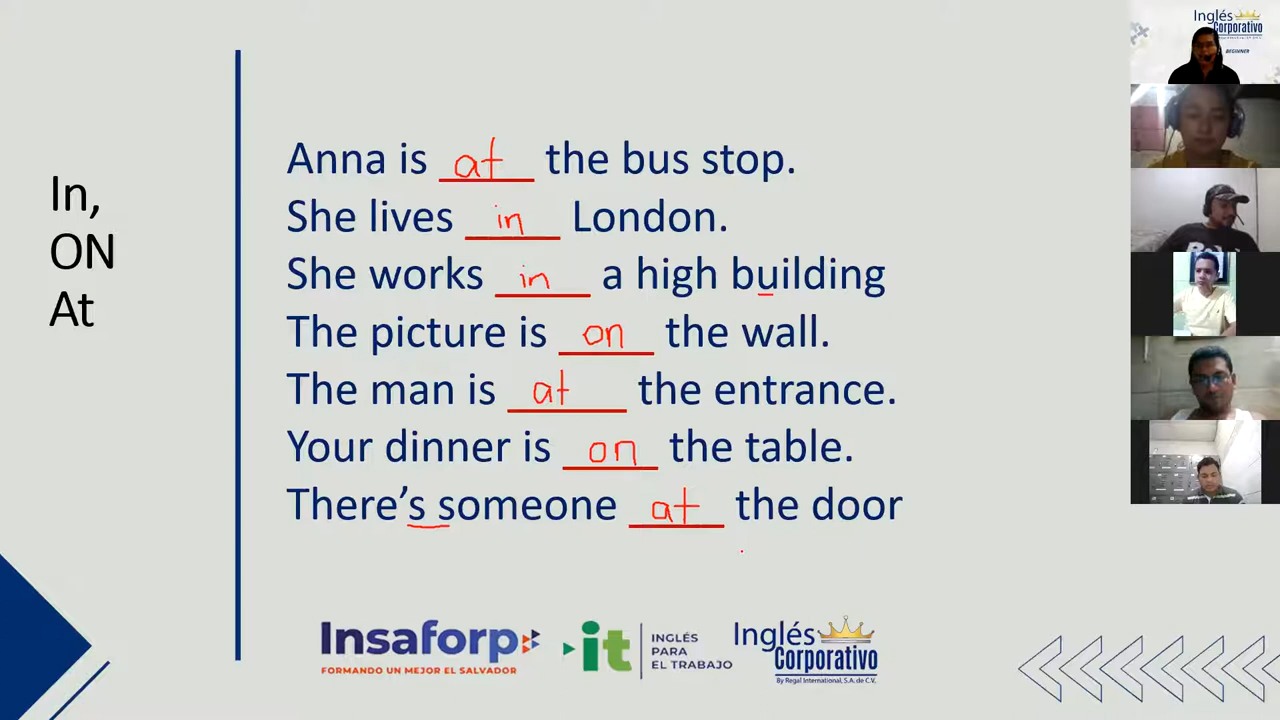 In,
ON
At
Anna is at the bus stop.
She lives in London.
She works in a high building
The picture is on the wall.
The man is at the entrance.
Your dinner is on the table.
There's someone at the door
Insaforp
FORMANDO UN MEJOR EL SALVADOR
it
INGLÉS
PARA
EL TRABAJO
Inglés
Corporativo
By Regal International, S.A. de C.V.
Inglés
Corporativo
BEGINNER